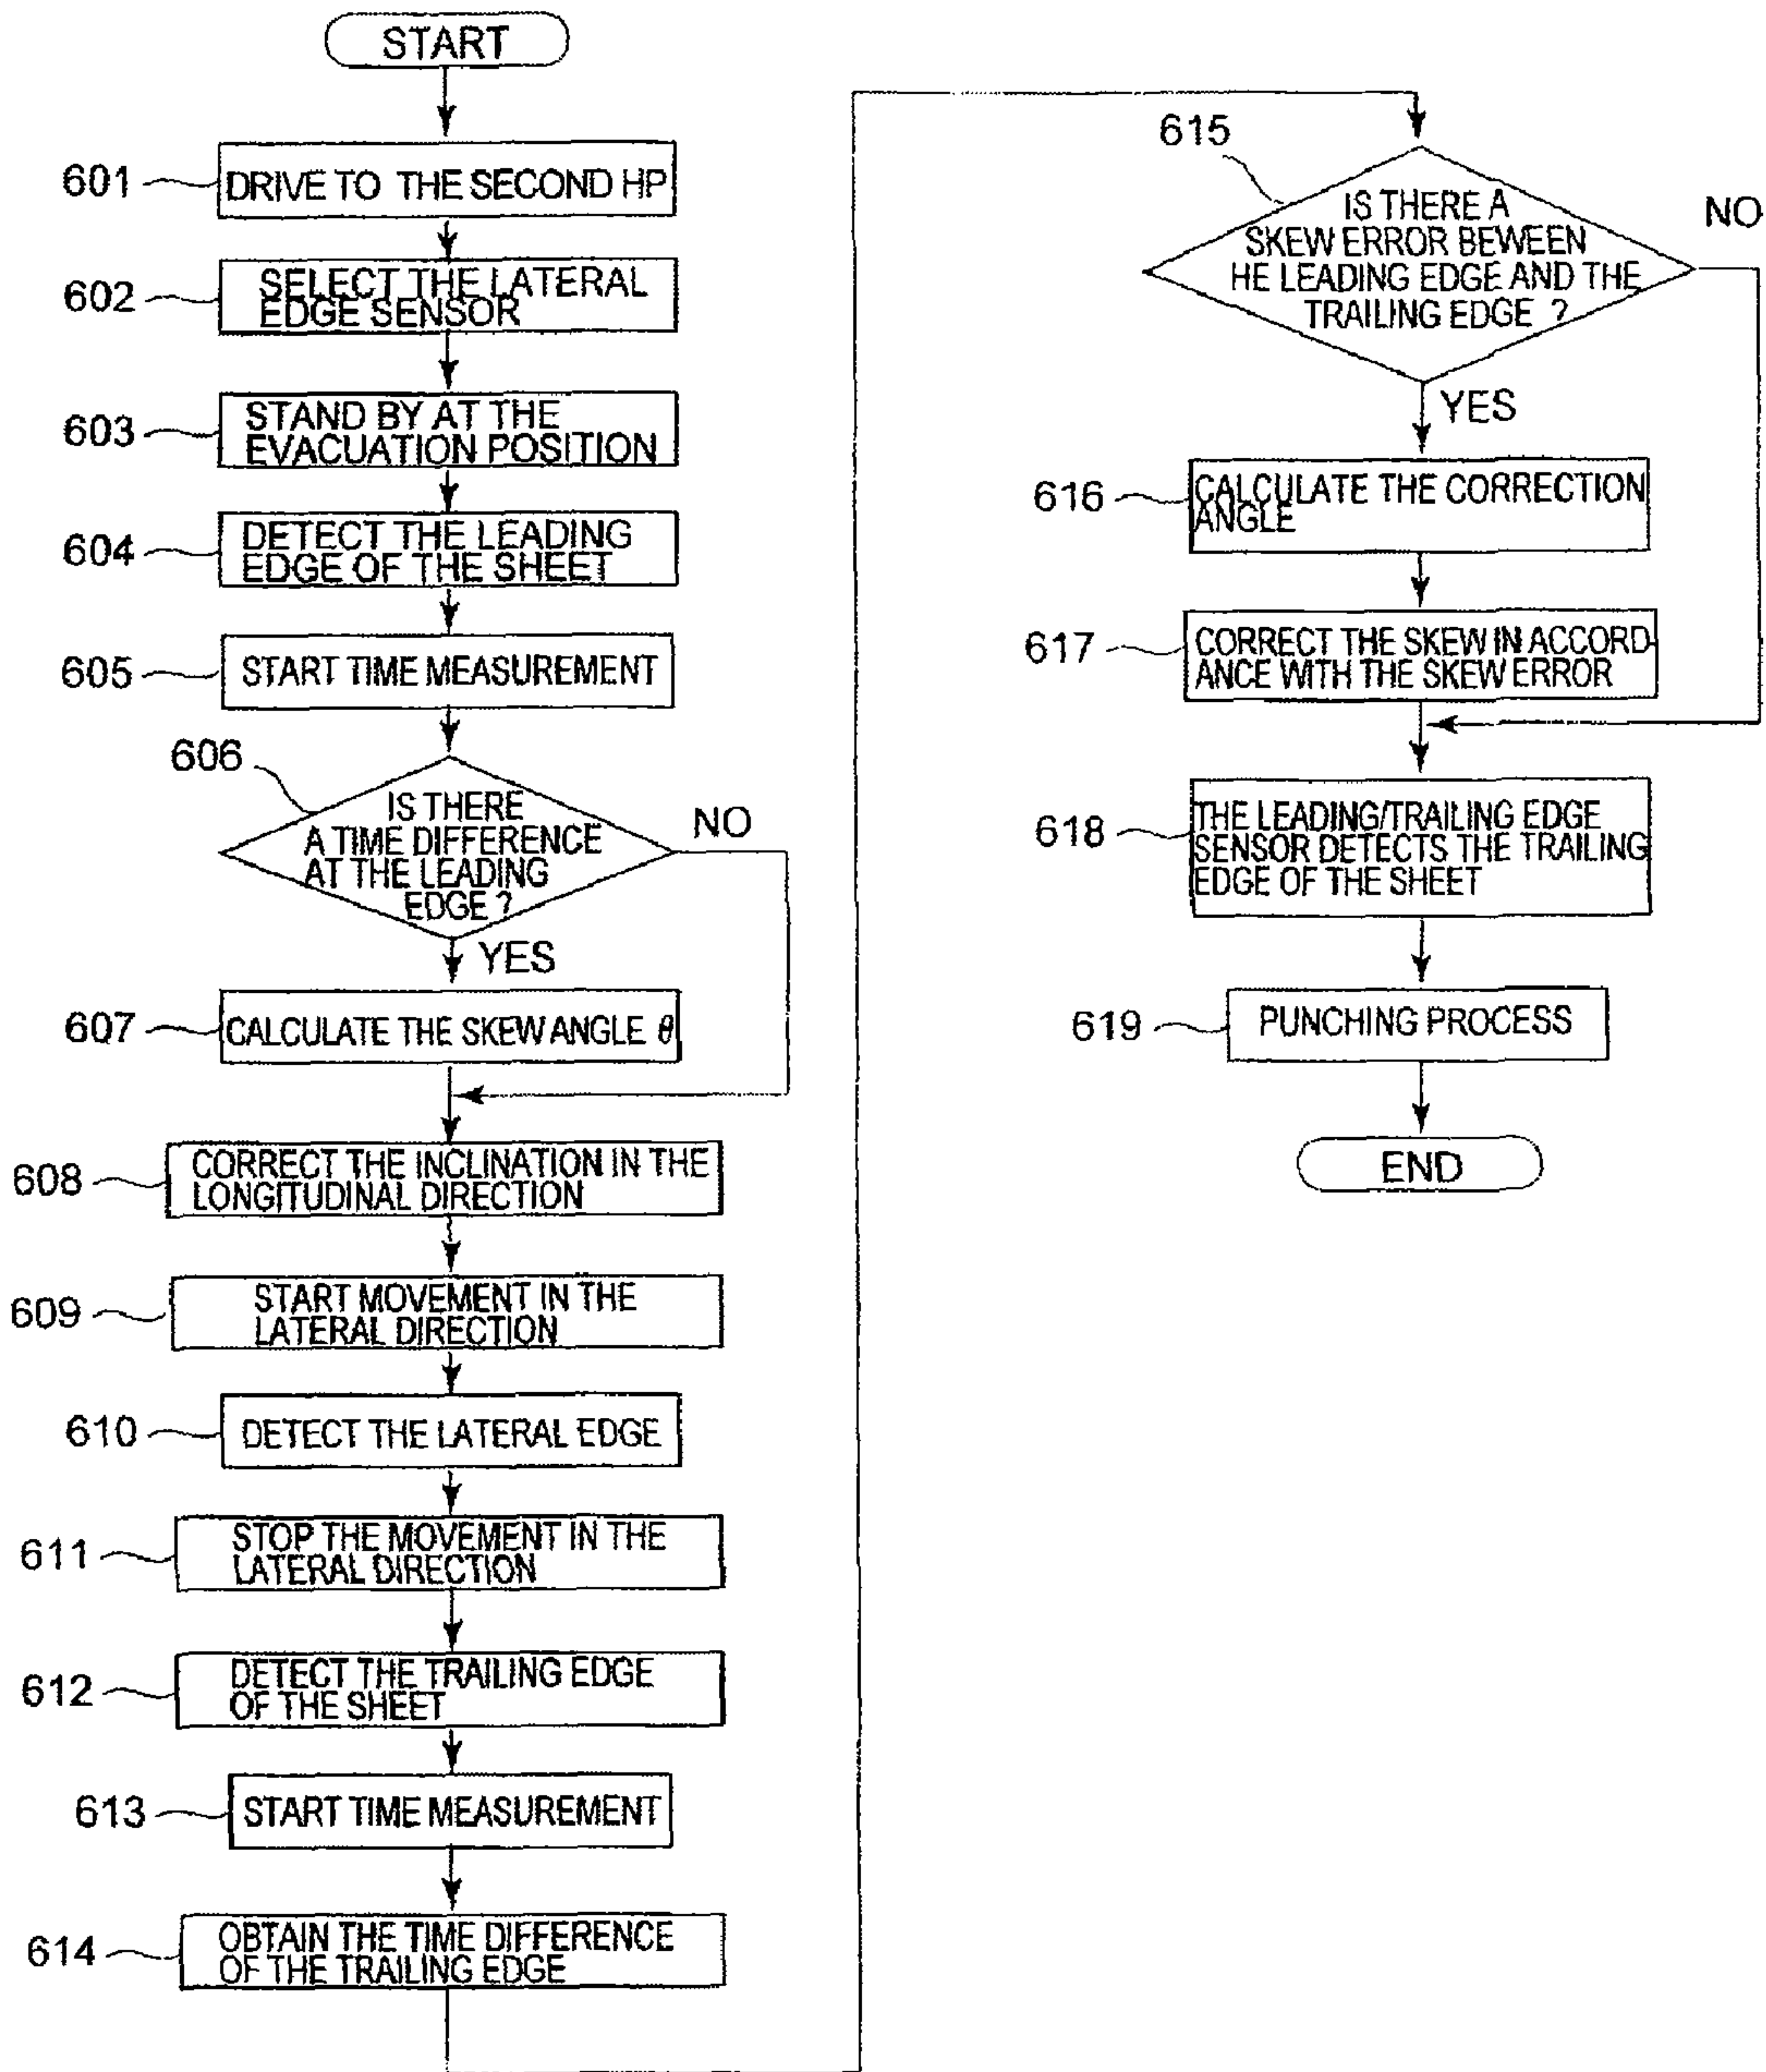 START
601
DRIVE TO THE SECOND HP
602
SELECT THE LATERAL
EDGE SENSOR
603
STAND BY AT THE
EVACUATION POSITION
604
DETECT THE LEADING
EDGE OF THE SHEET
605
START TIME MEASUREMENT
606
IS THERE
A TIME DIFFERENCE
AT THE LEADING
EDGE ?
NO
YES
607
CALCULATE THE SKEW ANGLE θ
608
CORRECT THE INCLINATION IN THE
LONGITUDINAL DIRECTION
609
START MOVEMENT IN THE
LATERAL DIRECTION
610
DETECT THE LATERAL EDGE
611
STOP THE MOVEMENT IN THE
LATERAL DIRECTION
612
DETECT THE TRAILING EDGE
OF THE SHEET
613
START TIME MEASUREMENT
614
OBTAIN THE TIME DIFFERENCE
OF THE TRAILING EDGE
615
IS THERE A
SKEW ERROR BEWEEN
HE LEADING EDGE AND THE
TRAILING EDGE ?
NO
YES
616
CALCULATE THE CORRECTION
ANGLE
617
CORRECT THE SKEW IN ACCORD-
ANCE WITH THE SKEW ERROR
618
THE LEADING/TRAILING EDGE
SENSOR DETECTS THE TRAILING
EDGE OF THE SHEET
619
PUNCHING PROCESS
END